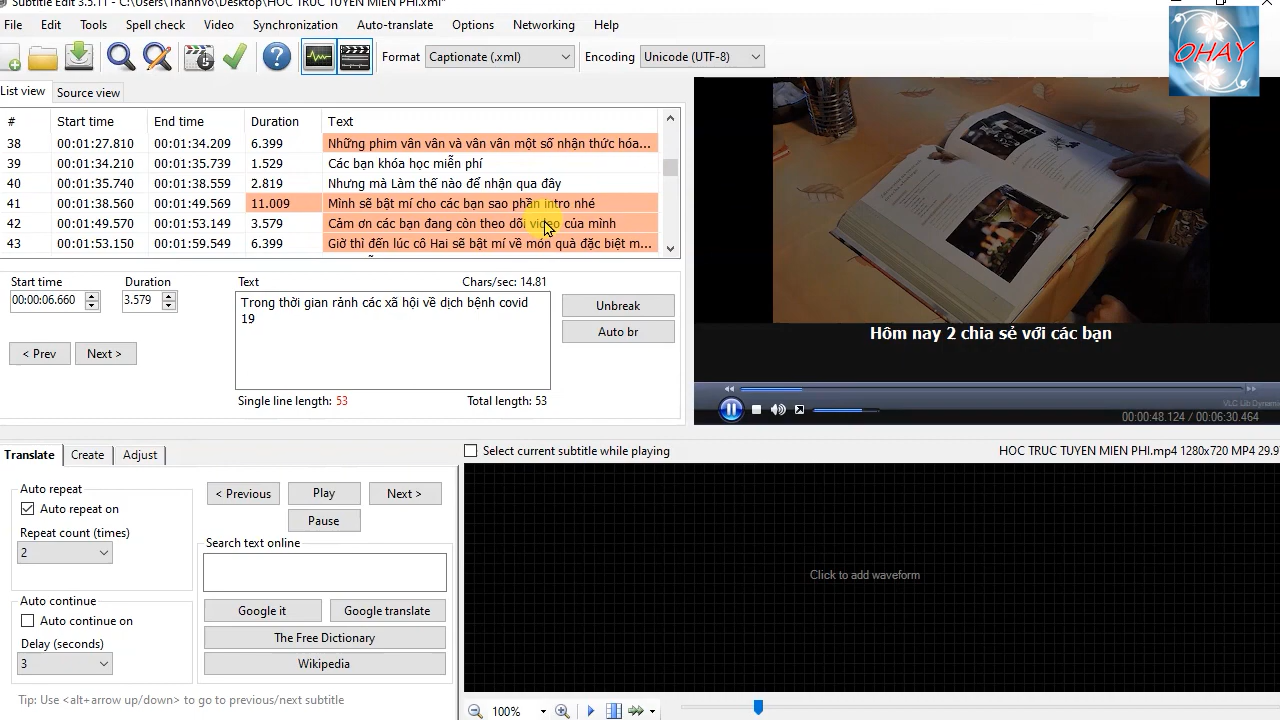 Subtitle Edit 3.5.11 - C:\Users\ThanhVo\Desktop\HOC TRUC TUYEN MIEN PHI.xml*
File Edit Tools Spell check Video Synchronization Auto-translate Options Networking Help
Format Captionate (.xml) Encoding Unicode (UTF-8)
OHAY
List view Source view
# Start time End time Duration Text
38 00:01:27.810 00:01:34.209 6.399 Những phim vân vân và vân vân một số nhận thức hóa...
39 00:01:34.210 00:01:35.739 1.529 Các bạn khóa học miễn phí
40 00:01:35.740 00:01:38.559 2.819 Nhưng mà Làm thế nào để nhận qua đây
41 00:01:38.560 00:01:49.569 11.009 Mình sẽ bật mí cho các bạn sao phần intro nhé
42 00:01:49.570 00:01:53.149 3.579 Cảm ơn các bạn đang còn theo dõi video của mình
43 00:01:53.150 00:01:59.549 6.399 Giờ thì đến lúc cô Hai sẽ bật mí về món quà đặc biệt m...
Start time Duration Text Chars/sec: 14.81
00:00:06.660 3.579
Trong thời gian rảnh các xã hội về dịch bệnh covid
19
Unbreak
Auto br
< Prev Next >
Single line length: 53 Total length: 53
Hôm nay 2 chia sẻ với các bạn
VLC Lib Dynamic
00:00:48.124 / 00:06:30.464
Translate Create Adjust
Select current subtitle while playing HOC TRUC TUYEN MIEN PHI.mp4 1280x720 MP4 29.9
Auto repeat
Auto repeat on
Repeat count (times)
2
< Previous Play Next >
Pause
Search text online
Google it Google translate
The Free Dictionary
Wikipedia
Auto continue
Auto continue on
Delay (seconds)
3
Tip: Use <alt+arrow up/down> to go to previous/next subtitle
Click to add waveform
100%